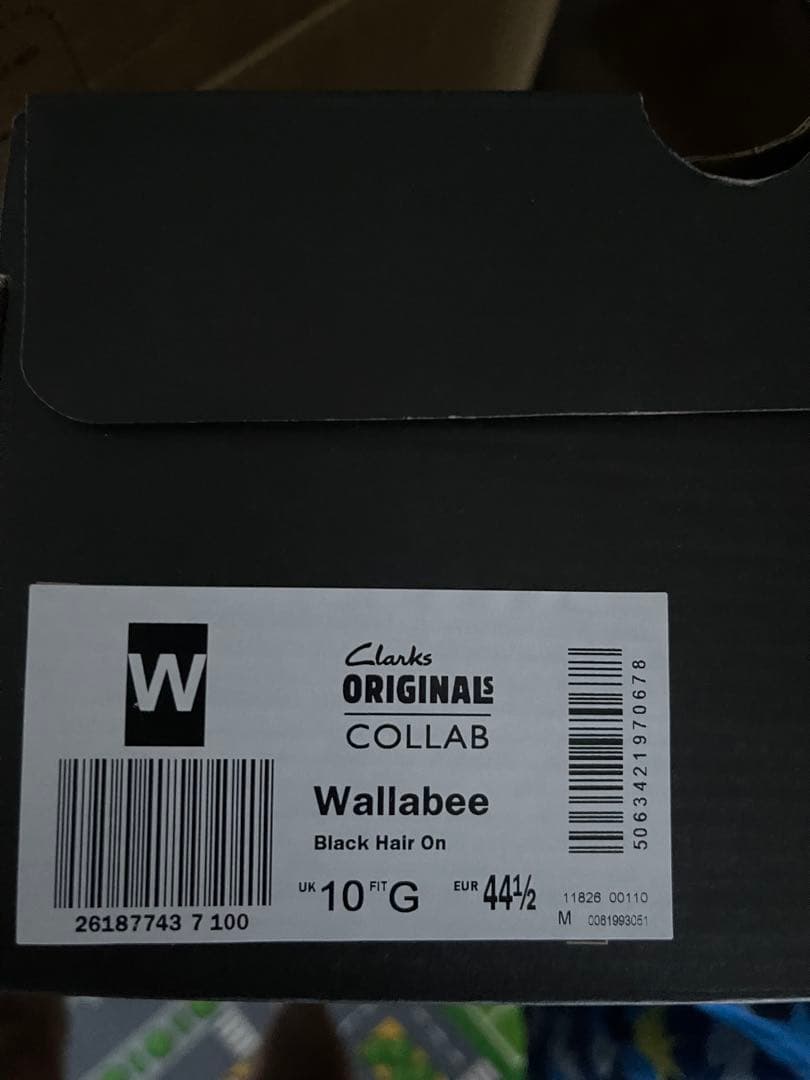 W
26187743 7 100
Clarks
ORIGINALS
COLLAB
Wallabee
Black Hair On
UK 10 FIT G EUR 44½
5063421970678
11826 00110
M 0081993051